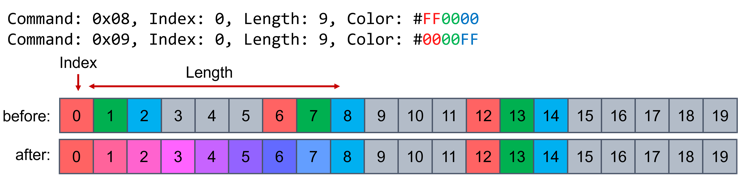 Command: 0x08, Index: 0, Length: 9, Color: #FF0000
Command: 0x09, Index: 0, Length: 9, Color: #0000FF
Index
Length
before: 0 1 2 3 4 5 6 7 8 9 10 11 12 13 14 15 16 17 18 19
after: 0 1 2 3 4 5 6 7 8 9 10 11 12 13 14 15 16 17 18 19